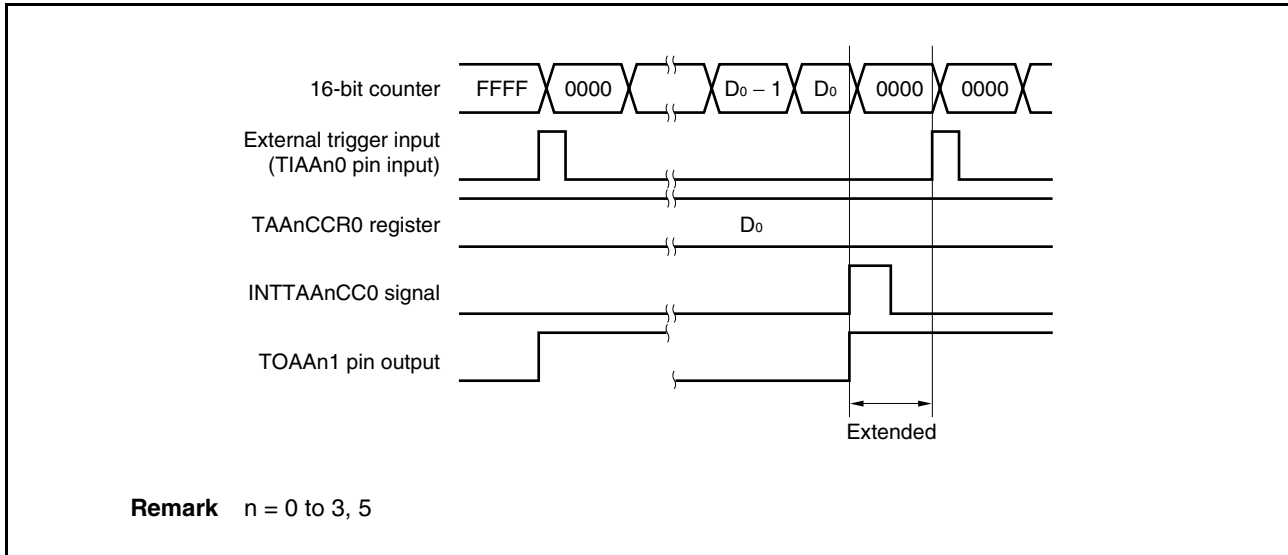 16-bit counter FFFF 0000 D₀ − 1 D₀ 0000 0000
External trigger input
(TIAAn0 pin input)
TAAnCCR0 register D₀
INTTAAnCC0 signal
TOAAn1 pin output
Extended
Remark n = 0 to 3, 5